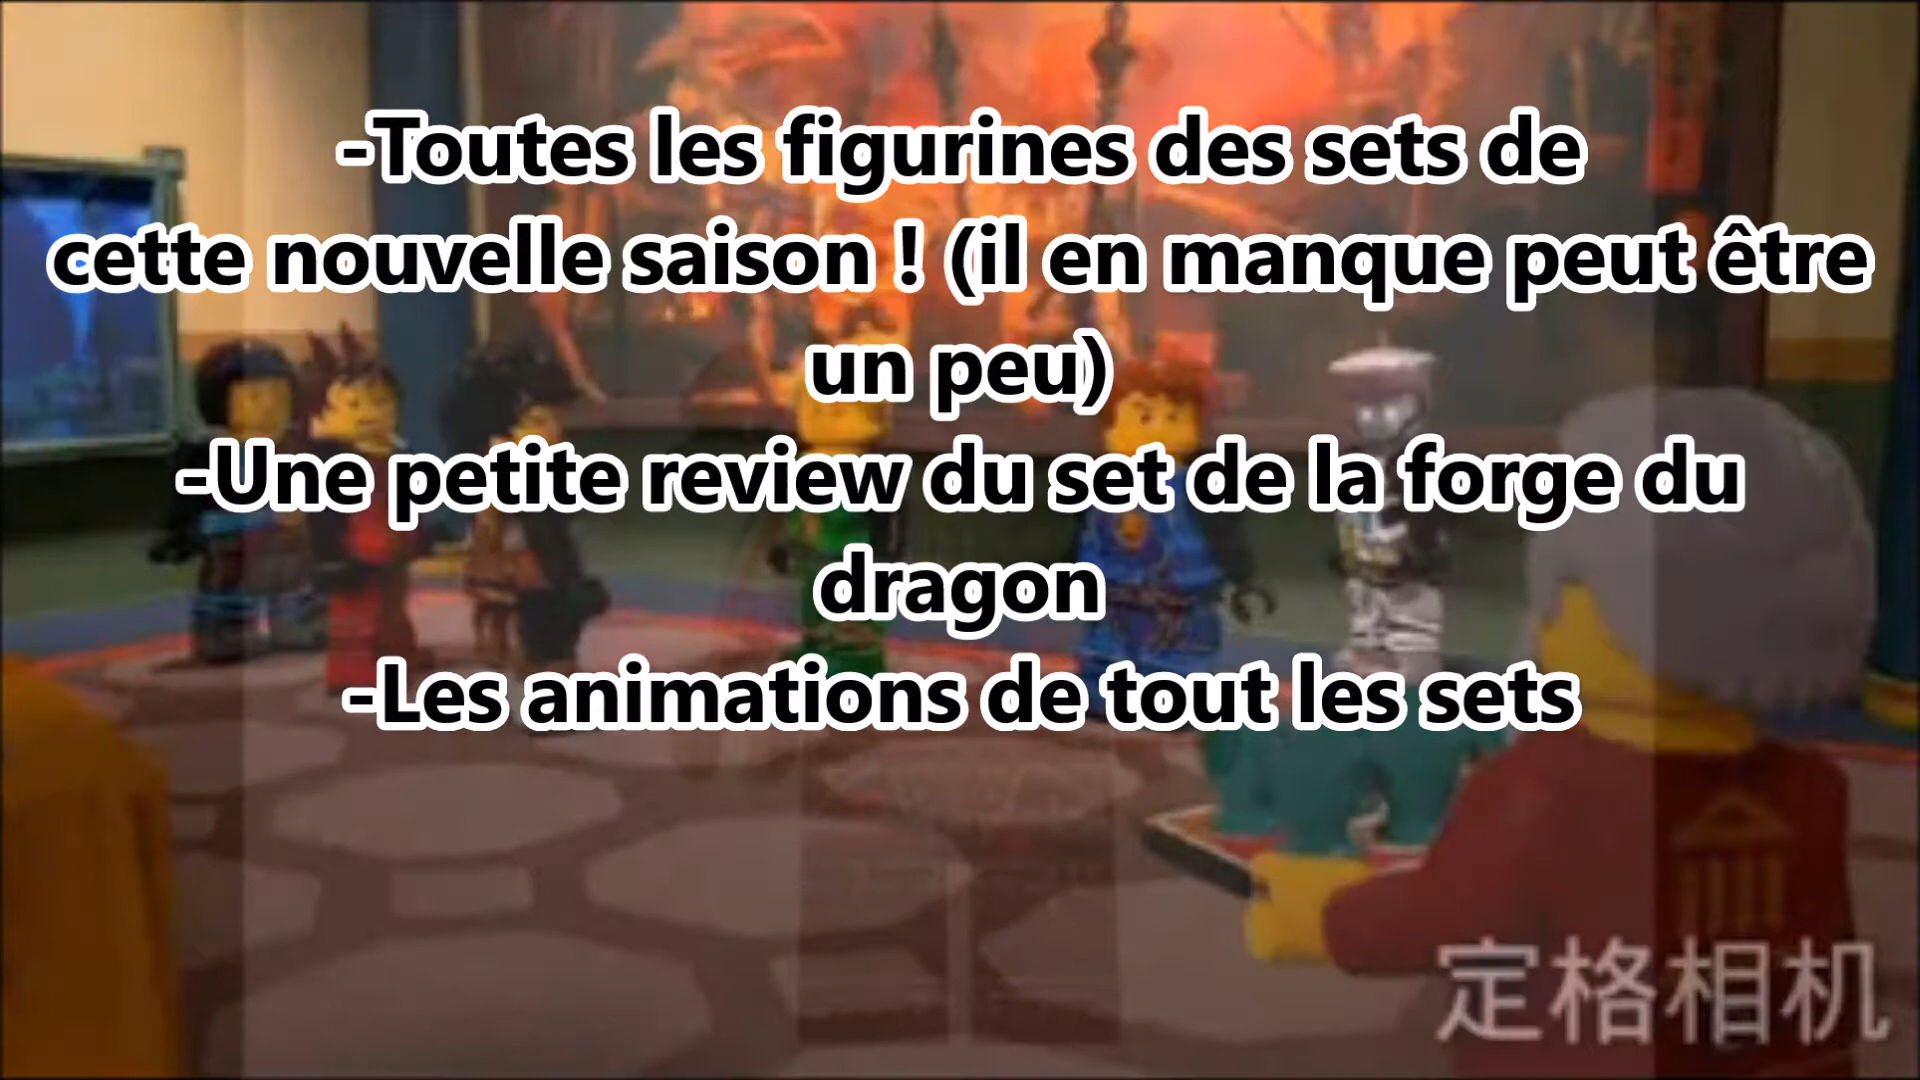 -Toutes les figurines des sets de
cette nouvelle saison ! (il en manque peut être
un peu)
-Une petite review du set de la forge du
dragon
-Les animations de tout les sets
定格相机